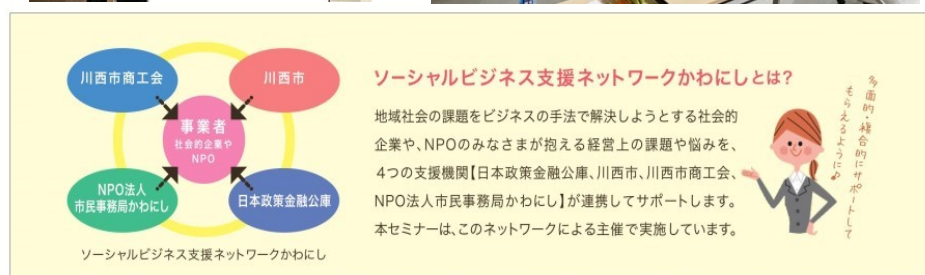 川西市商工会
川西市
事業者
社会的企業や
NPO
NPO法人
市民事務局かわにし
日本政策金融公庫
ソーシャルビジネス支援ネットワークかわにし
ソーシャルビジネス支援ネットワークかわにしとは?
地域社会の課題をビジネスの手法で解決しようとする社会的
企業や、NPOのみなさまが抱える経営上の課題や悩みを、
4つの支援機関【日本政策金融公庫、川西市、川西市商工会、
NPO法人市民事務局かわにし】が連携してサポートします。
本セミナーは、このネットワークによる主催で実施しています。
多面的・複合的にサポートして
もらえるように♪